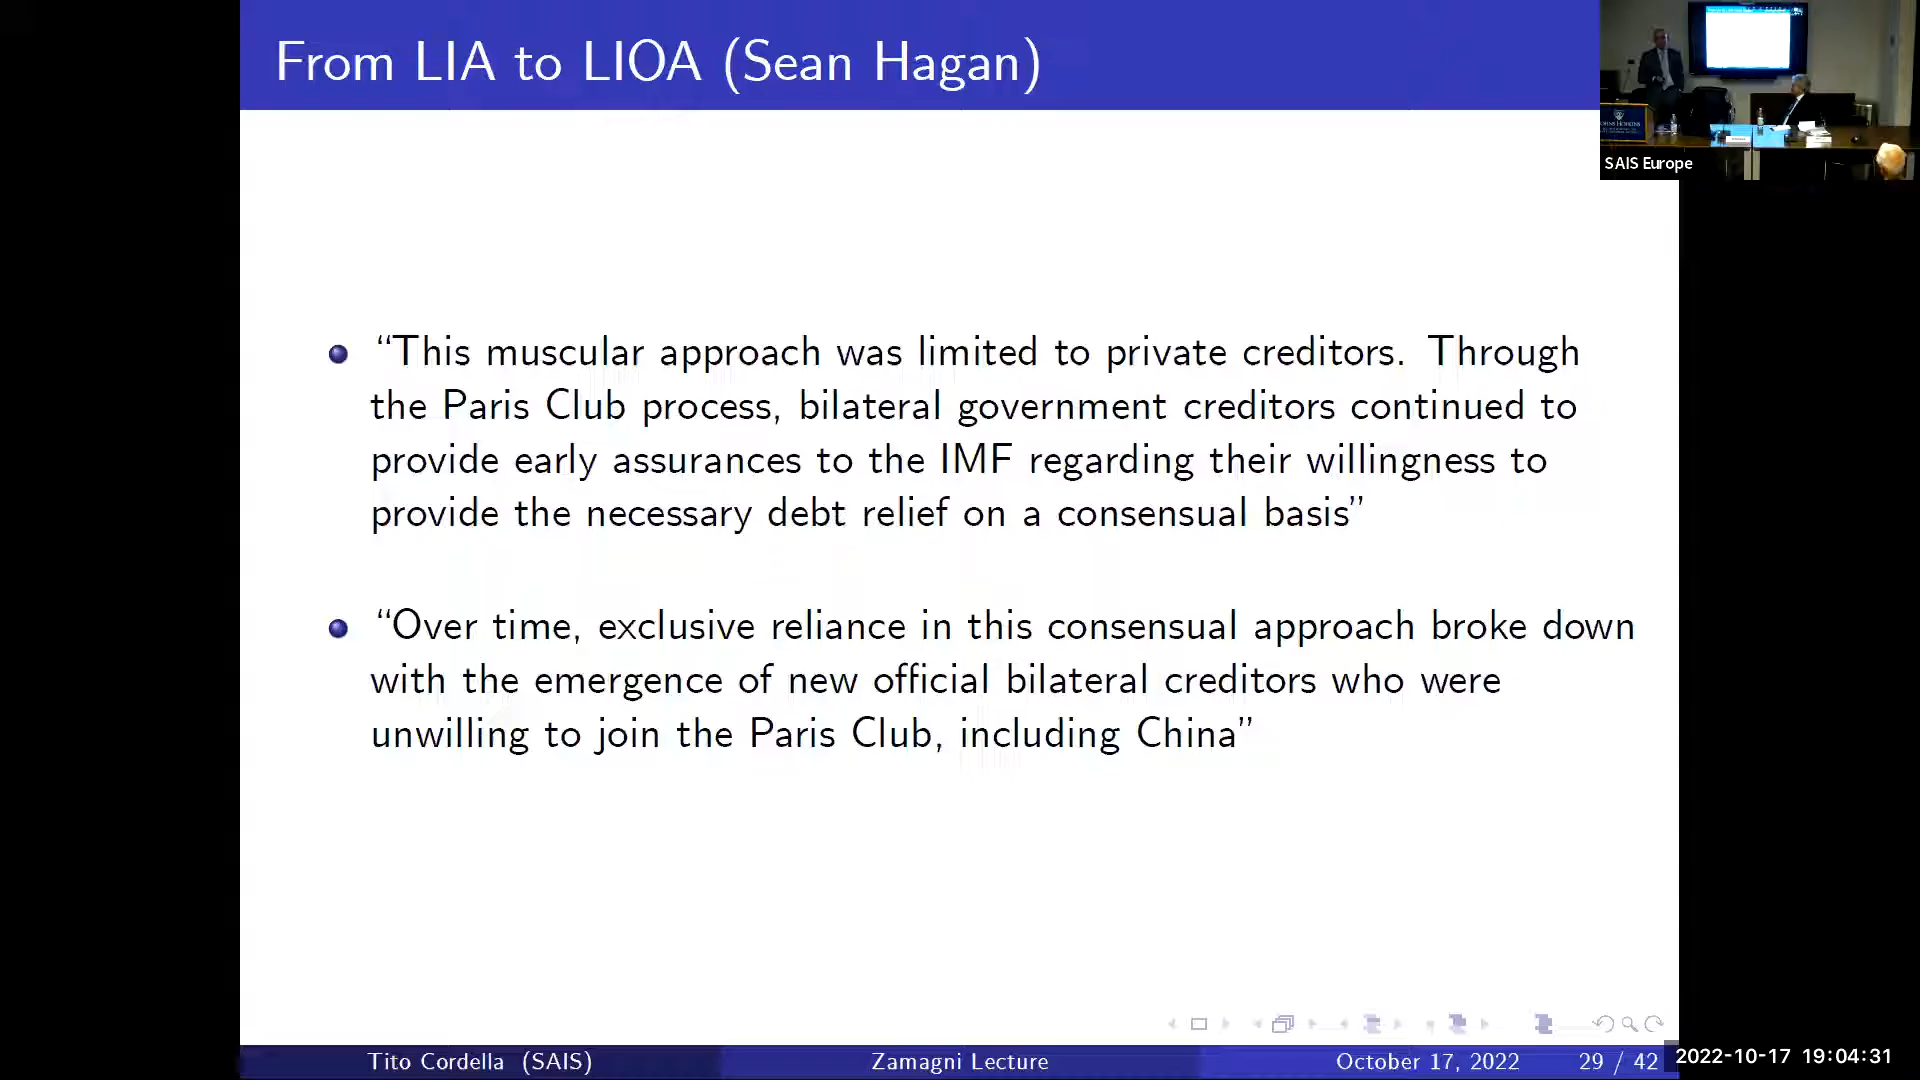 From LIA to LIOA (Sean Hagan)
SAIS Europe
“This muscular approach was limited to private creditors. Through
the Paris Club process, bilateral government creditors continued to
provide early assurances to the IMF regarding their willingness to
provide the necessary debt relief on a consensual basis”
“Over time, exclusive reliance in this consensual approach broke down
with the emergence of new official bilateral creditors who were
unwilling to join the Paris Club, including China”
Tito Cordella (SAIS)
Zamagni Lecture
October 17, 2022
29 / 42
2022-10-17 19:04:31